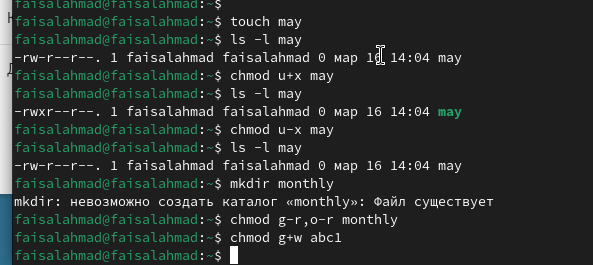 faisalahmad@faisalahmad:~$
faisalahmad@faisalahmad:~$ touch may
faisalahmad@faisalahmad:~$ ls -l may
-rw-r--r--. 1 faisalahmad faisalahmad 0 мар 16 14:04 may
faisalahmad@faisalahmad:~$ chmod u+x may
faisalahmad@faisalahmad:~$ ls -l may
-rwxr--r--. 1 faisalahmad faisalahmad 0 мар 16 14:04 may
faisalahmad@faisalahmad:~$ chmod u-x may
faisalahmad@faisalahmad:~$ ls -l may
-rw-r--r--. 1 faisalahmad faisalahmad 0 мар 16 14:04 may
faisalahmad@faisalahmad:~$ mkdir monthly
mkdir: невозможно создать каталог «monthly»: Файл существует
faisalahmad@faisalahmad:~$ chmod g-r,o-r monthly
faisalahmad@faisalahmad:~$ chmod g+w abc1
faisalahmad@faisalahmad:~$